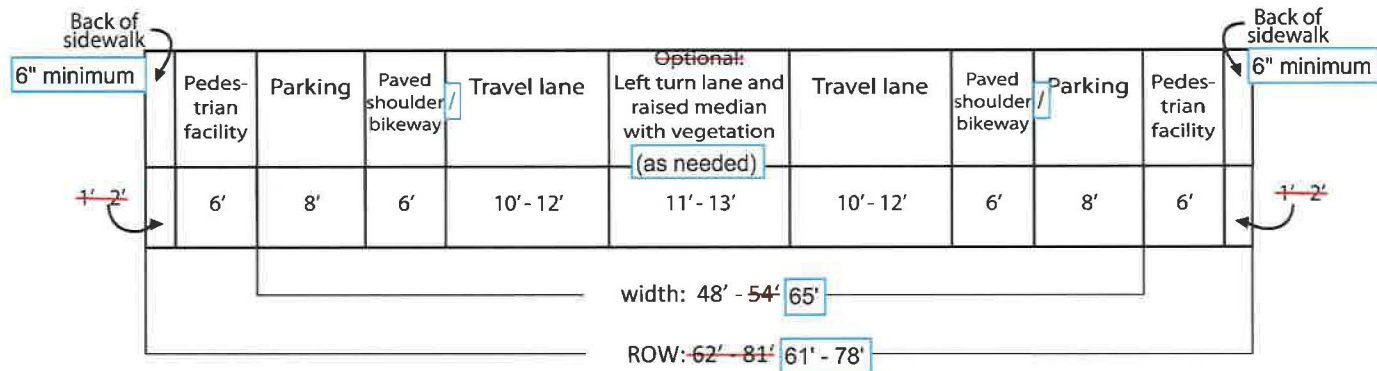 Back of
sidewalk
6" minimum
Pedes-
trian
facility
Parking
Paved
shoulder /
bikeway
Travel lane
Optional:
Left turn lane and
raised median
with vegetation
(as needed)
Travel lane
Paved
shoulder /
bikeway
Parking
Pedes-
trian
facility
Back of
sidewalk
6" minimum
1'- 2'
6'
8'
6'
10'- 12'
11'- 13'
10'- 12'
6'
8'
6'
1'- 2'
width: 48' - 54' 65'
ROW: 62' - 81' 61' - 78'